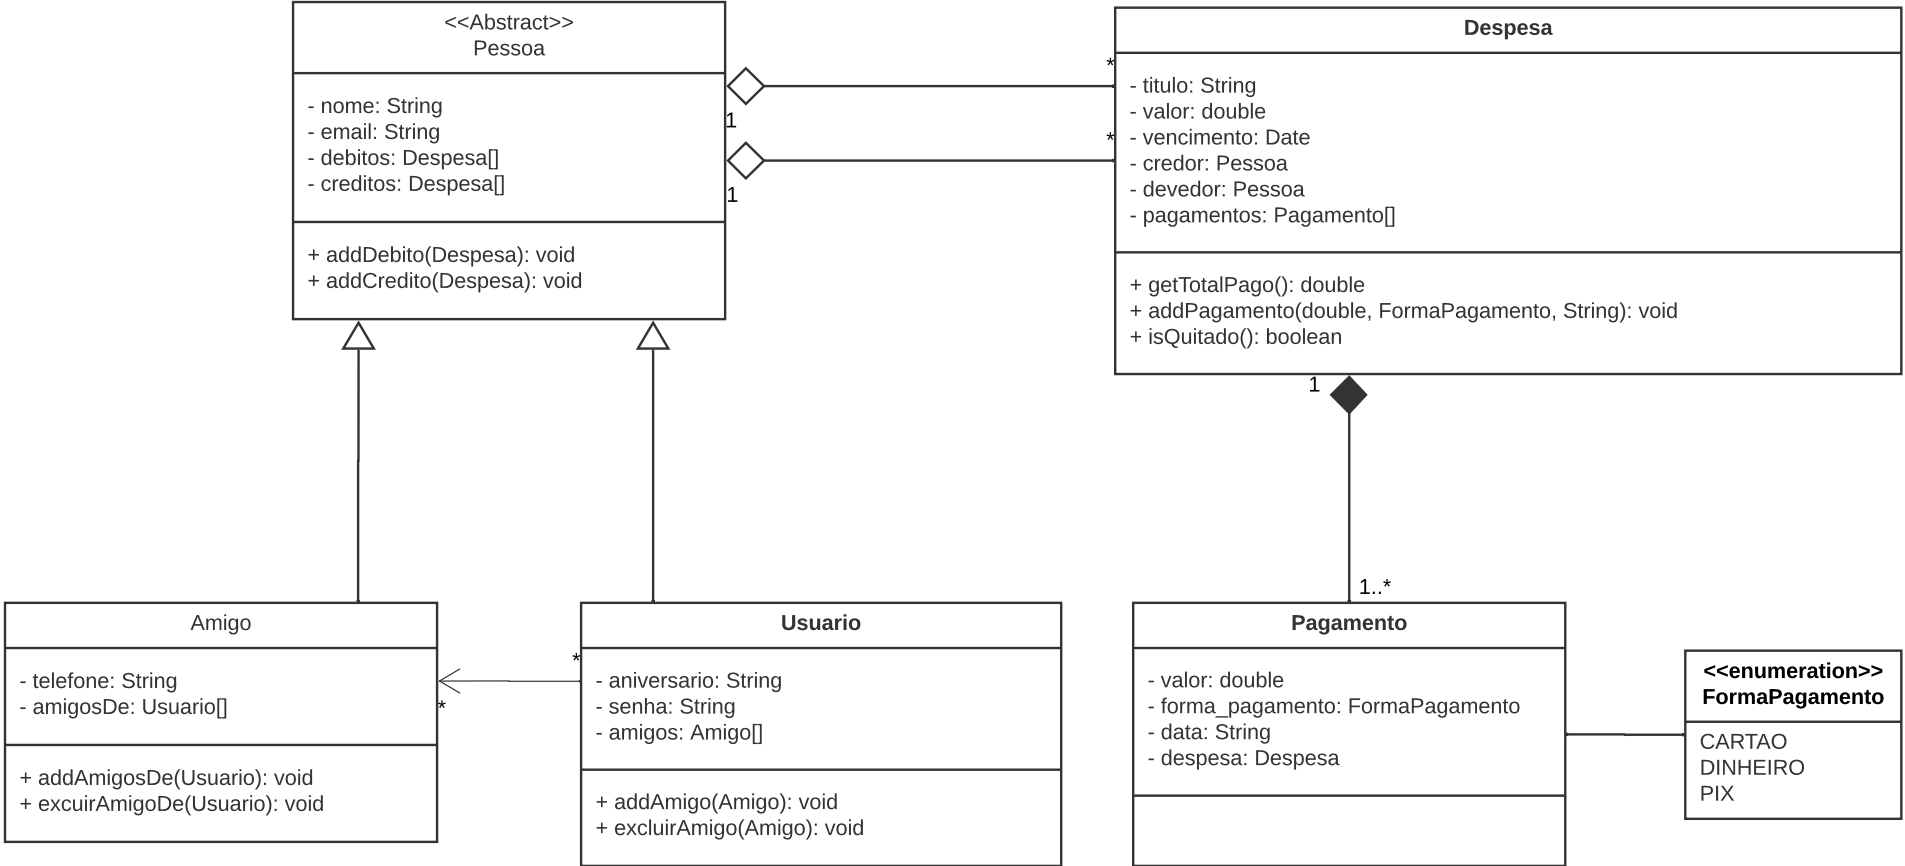 <<Abstract>>
Pessoa
- nome: String
- email: String
- debitos: Despesa[]
- creditos: Despesa[]
+ addDebito(Despesa): void
+ addCredito(Despesa): void
1
1
*
*
Despesa
- titulo: String
- valor: double
- vencimento: Date
- credor: Pessoa
- devedor: Pessoa
- pagamentos: Pagamento[]
+ getTotalPago(): double
+ addPagamento(double, FormaPagamento, String): void
+ isQuitado(): boolean
1
1..*
Amigo
- telefone: String
- amigosDe: Usuario[]
+ addAmigosDe(Usuario): void
+ excuirAmigoDe(Usuario): void
*
*
Usuario
- aniversario: String
- senha: String
- amigos: Amigo[]
+ addAmigo(Amigo): void
+ excluirAmigo(Amigo): void
Pagamento
- valor: double
- forma_pagamento: FormaPagamento
- data: String
- despesa: Despesa
<<enumeration>>
FormaPagamento
CARTAO
DINHEIRO
PIX